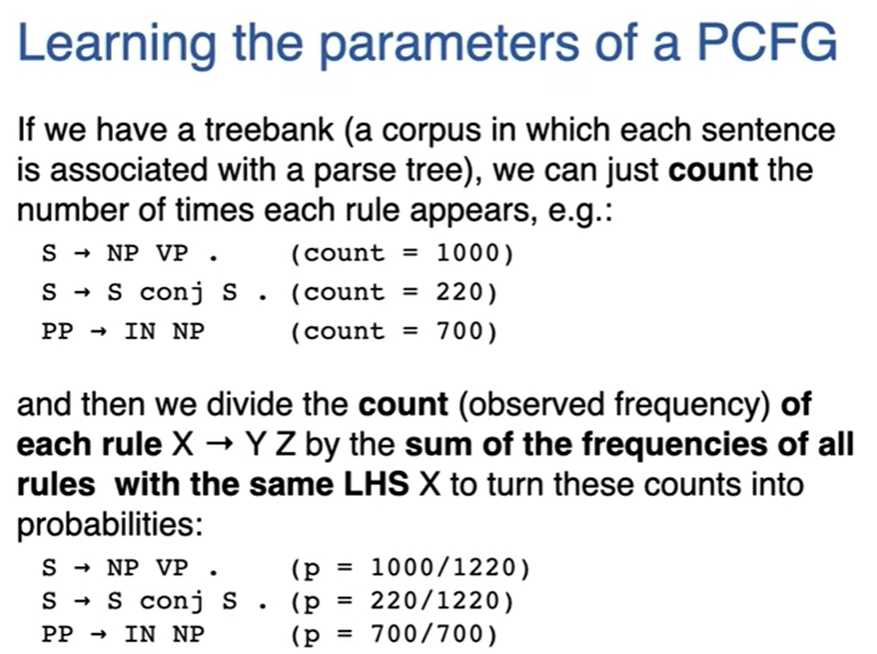 Learning the parameters of a PCFG
If we have a treebank (a corpus in which each sentence
is associated with a parse tree), we can just count the
number of times each rule appears, e.g.:
S → NP VP . (count = 1000)
S → S conj S . (count = 220)
PP → IN NP (count = 700)
and then we divide the count (observed frequency) of
each rule X → Y Z by the sum of the frequencies of all
rules with the same LHS X to turn these counts into
probabilities:
S → NP VP . (p = 1000/1220)
S → S conj S . (p = 220/1220)
PP → IN NP (p = 700/700)